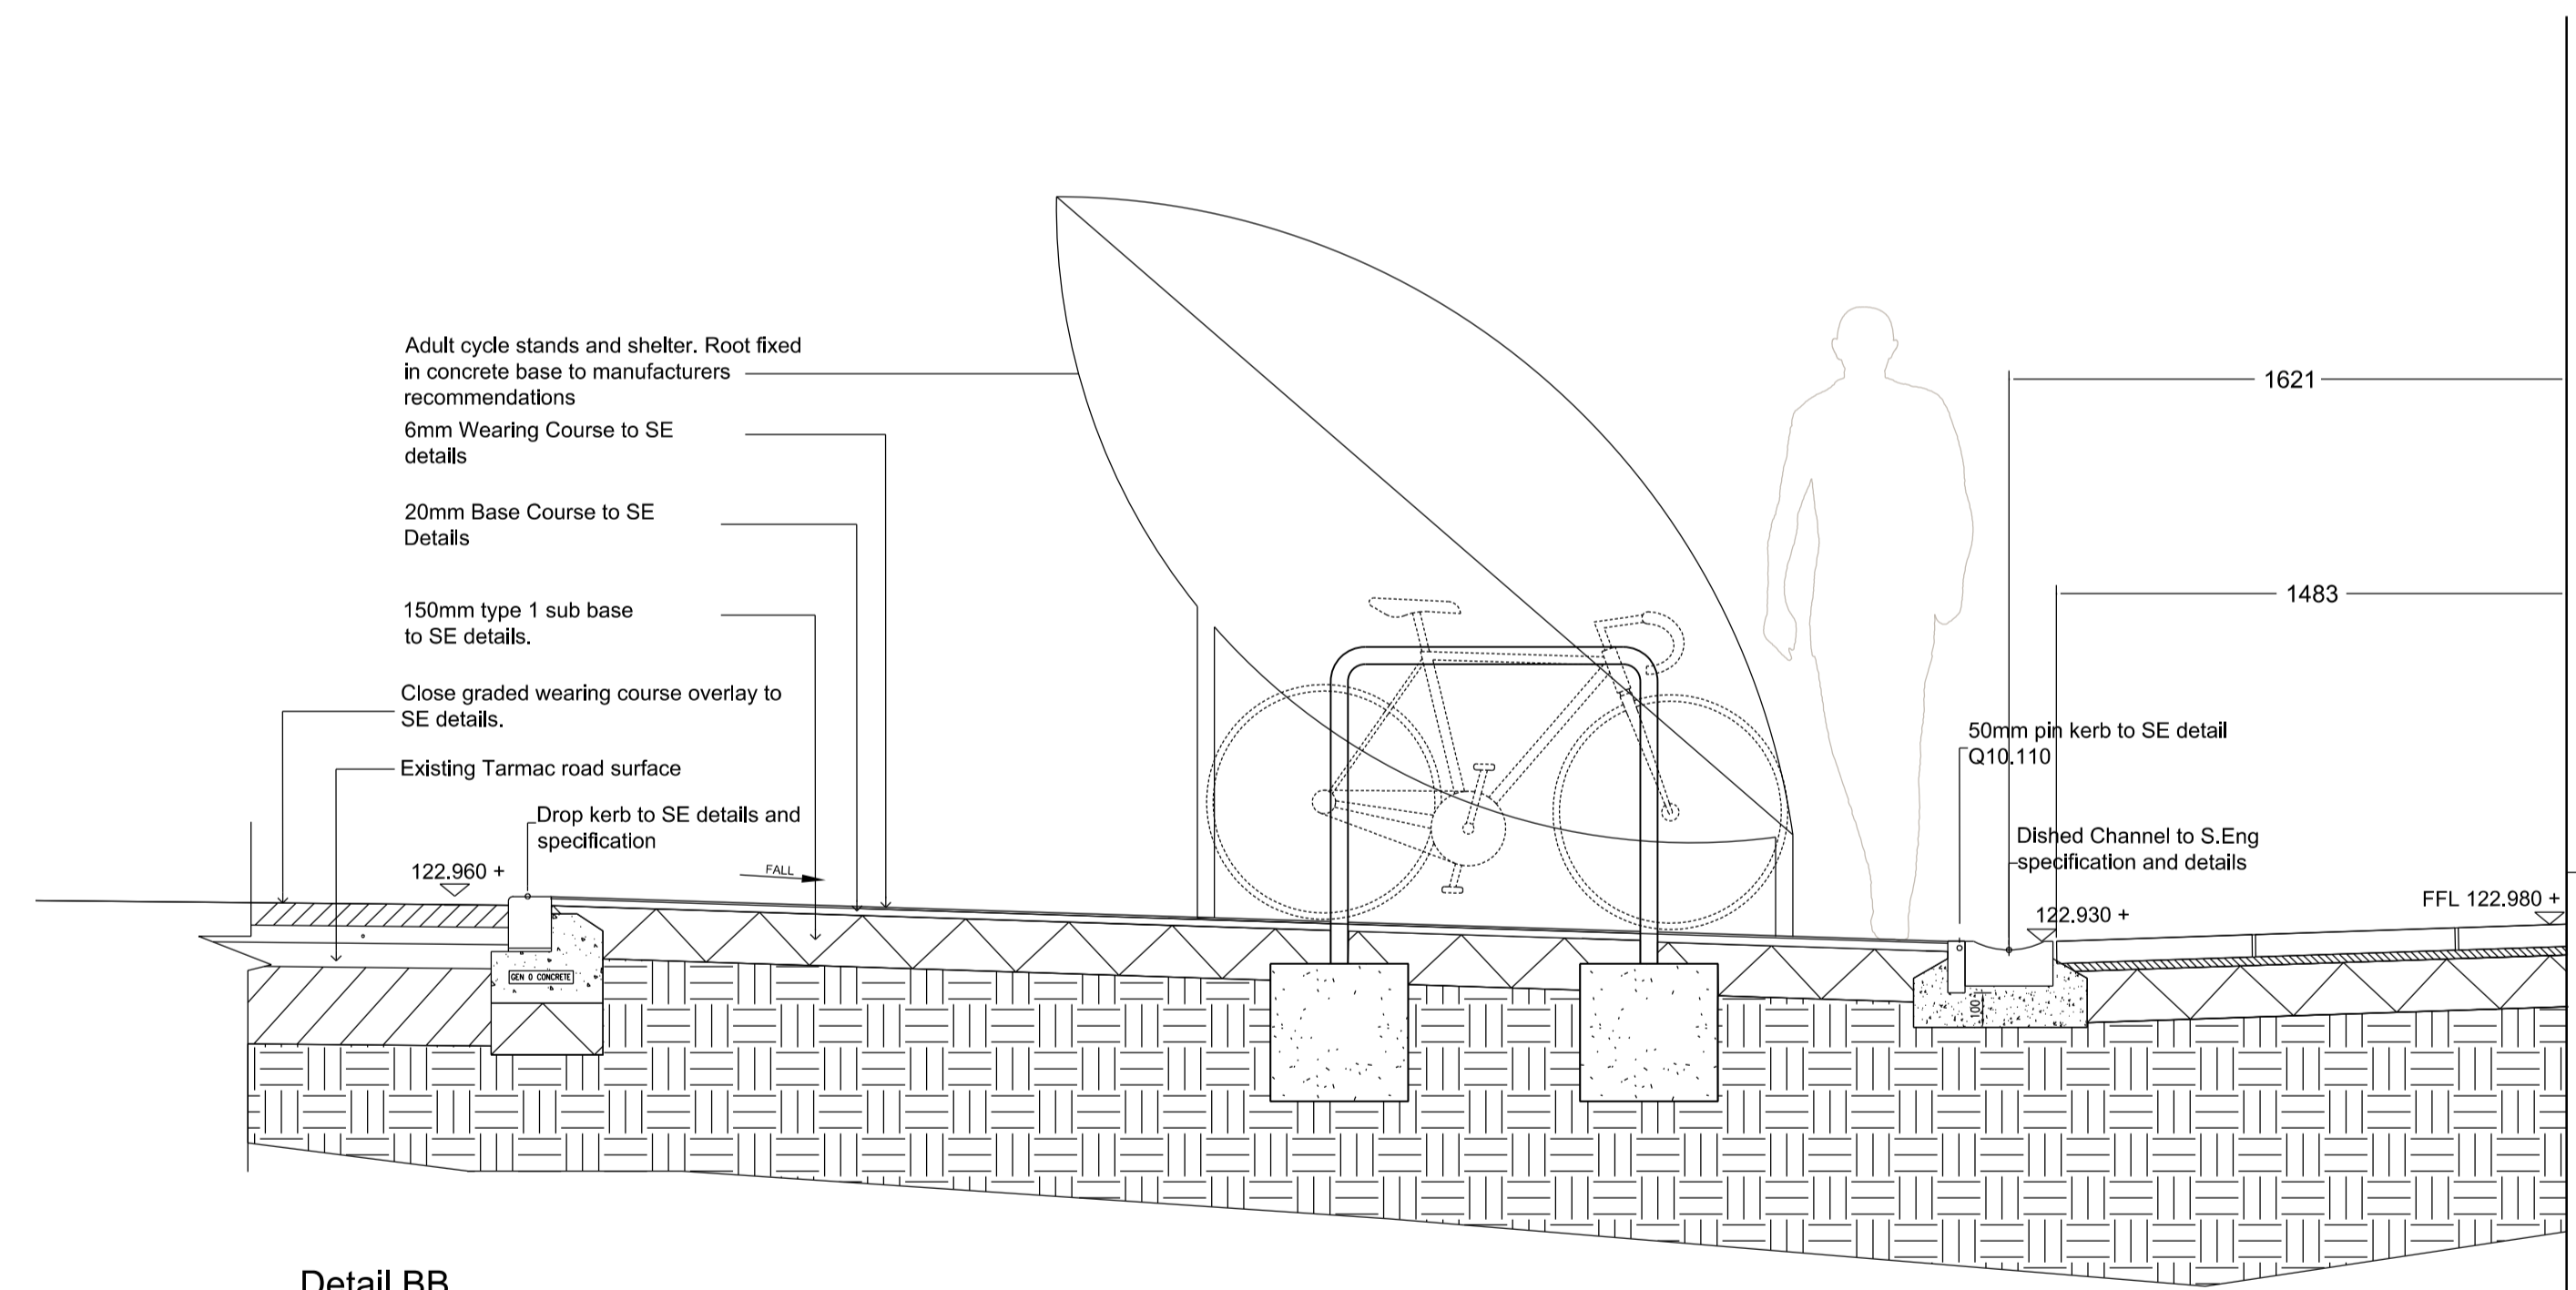 Adult cycle stands and shelter. Root fixed
in concrete base to manufacturers
recommendations
6mm Wearing Course to SE
details
20mm Base Course to SE
Details
150mm type 1 sub base
to SE details.
Close graded wearing course overlay to
SE details.
Existing Tarmac road surface
Drop kerb to SE details and
specification
122.960 +
FALL
GEN 0 CONCRETE
1621
1483
50mm pin kerb to SE detail
Q10.110
Dished Channel to S.Eng
specification and details
122.930 +
FFL 122.980 +
100
Detail BB